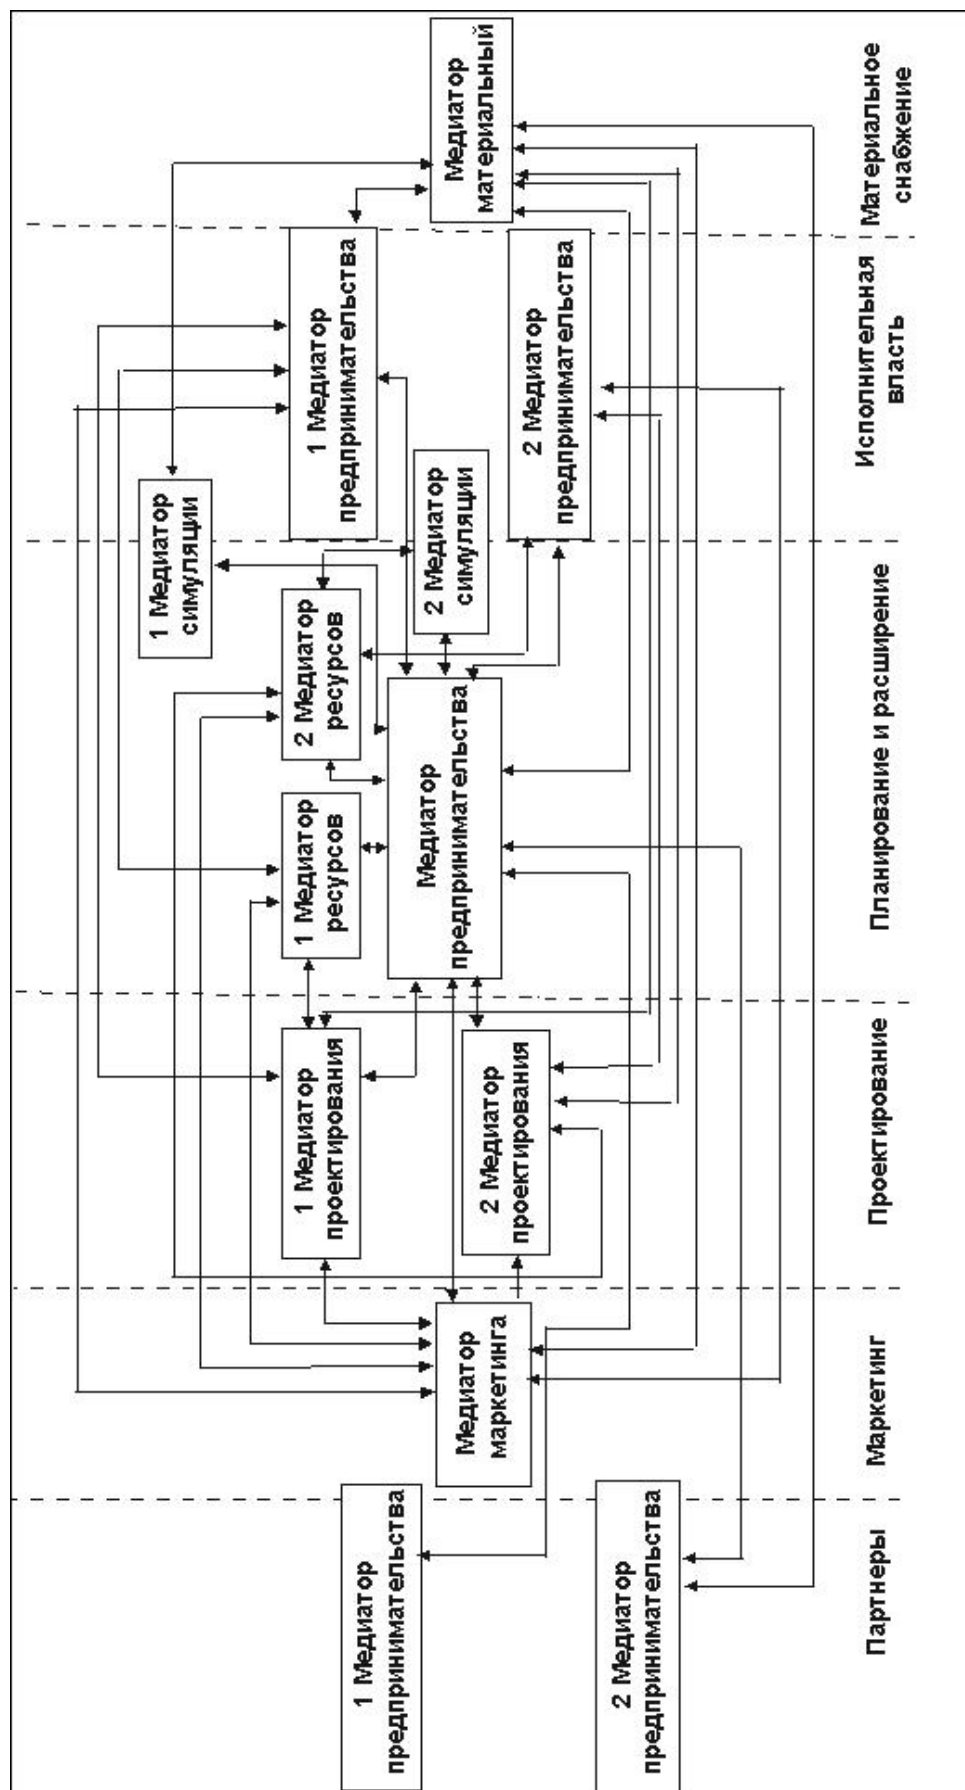 1 Медиатор
предпринимательства
2 Медиатор
предпринимательства
Партнеры
Медиатор
маркетинга
Маркетинг
1 Медиатор
проектирования
2 Медиатор
проектирования
Проектирование
1 Медиатор
ресурсов
2 Медиатор
ресурсов
Медиатор
предпринимательства
1 Медиатор
симуляции
2 Медиатор
симуляции
Планирование и расширение
1 Медиатор
предпринимательства
2 Медиатор
предпринимательства
Исполнительная
власть
Медиатор
материальный
Материальное
снабжение